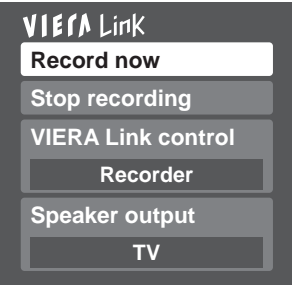 VIERA Link
Record now
Stop recording
VIERA Link control
Recorder
Speaker output
TV